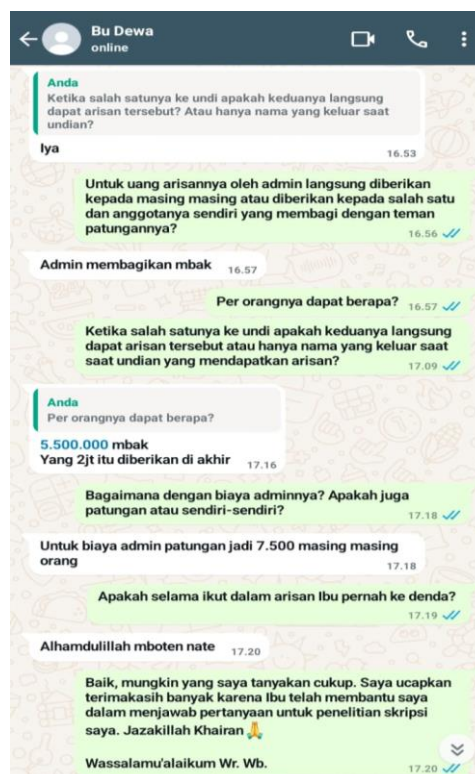 Bu Dewa
online
Anda
Ketika salah satunya ke undi apakah keduanya langsung
dapat arisan tersebut? Atau hanya nama yang keluar saat
undian?
Iya
16.53
Untuk uang arisannya oleh admin langsung diberikan
kepada masing masing atau diberikan kepada salah satu
dan anggotanya sendiri yang membagi dengan teman
patungannya?
16.56
Admin membagikan mbak 16.57
Per orangnya dapat berapa? 16.57
Ketika salah satunya ke undi apakah keduanya langsung
dapat arisan tersebut atau hanya nama yang keluar saat
saat undian yang mendapatkan arisan?
17.09
Anda
Per orangnya dapat berapa?
5.500.000 mbak
Yang 2jt itu diberikan di akhir 17.16
Bagaimana dengan biaya adminnya? Apakah juga
patungan atau sendiri-sendiri?
17.18
Untuk biaya admin patungan jadi 7.500 masing masing
orang
17.18
Apakah selama ikut dalam arisan Ibu pernah ke denda?
17.19
Alhamdulillah mboten nate 17.20
Baik, mungkin yang saya tanyakan cukup. Saya ucapkan
terimakasih banyak karena Ibu telah membantu saya
dalam menjawab pertanyaan untuk penelitian skripsi
saya. Jazakillah Khairan 🙏
Wassalamu'alaikum Wr. Wb.
17.20